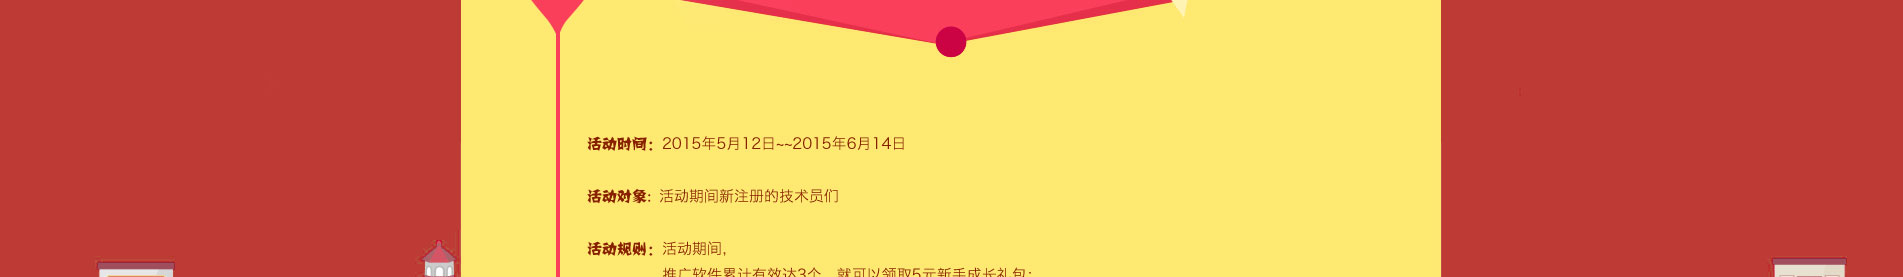 活动时间：2015年5月12日~~2015年6月14日
活动对象：活动期间新注册的技术员们
活动规则：活动期间，
推广软件累计有效达3个，就可以领取5元新手成长礼包；